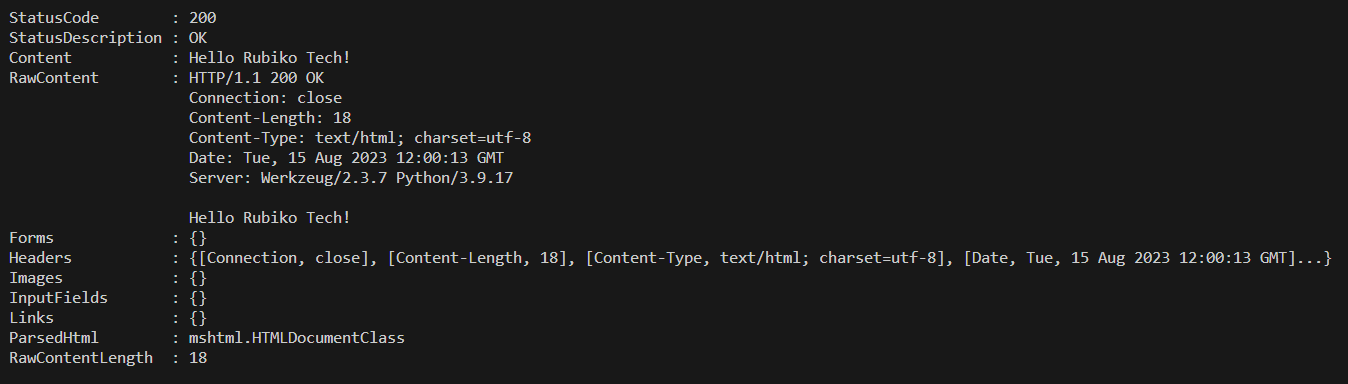 StatusCode        : 200
StatusDescription : OK
Content           : Hello Rubiko Tech!
RawContent        : HTTP/1.1 200 OK
                    Connection: close
                    Content-Length: 18
                    Content-Type: text/html; charset=utf-8
                    Date: Tue, 15 Aug 2023 12:00:13 GMT
                    Server: Werkzeug/2.3.7 Python/3.9.17

                    Hello Rubiko Tech!
Forms             : {}
Headers           : {[Connection, close], [Content-Length, 18], [Content-Type, text/html; charset=utf-8], [Date, Tue, 15 Aug 2023 12:00:13 GMT]...}
Images            : {}
InputFields       : {}
Links             : {}
ParsedHtml        : mshtml.HTMLDocumentClass
RawContentLength  : 18